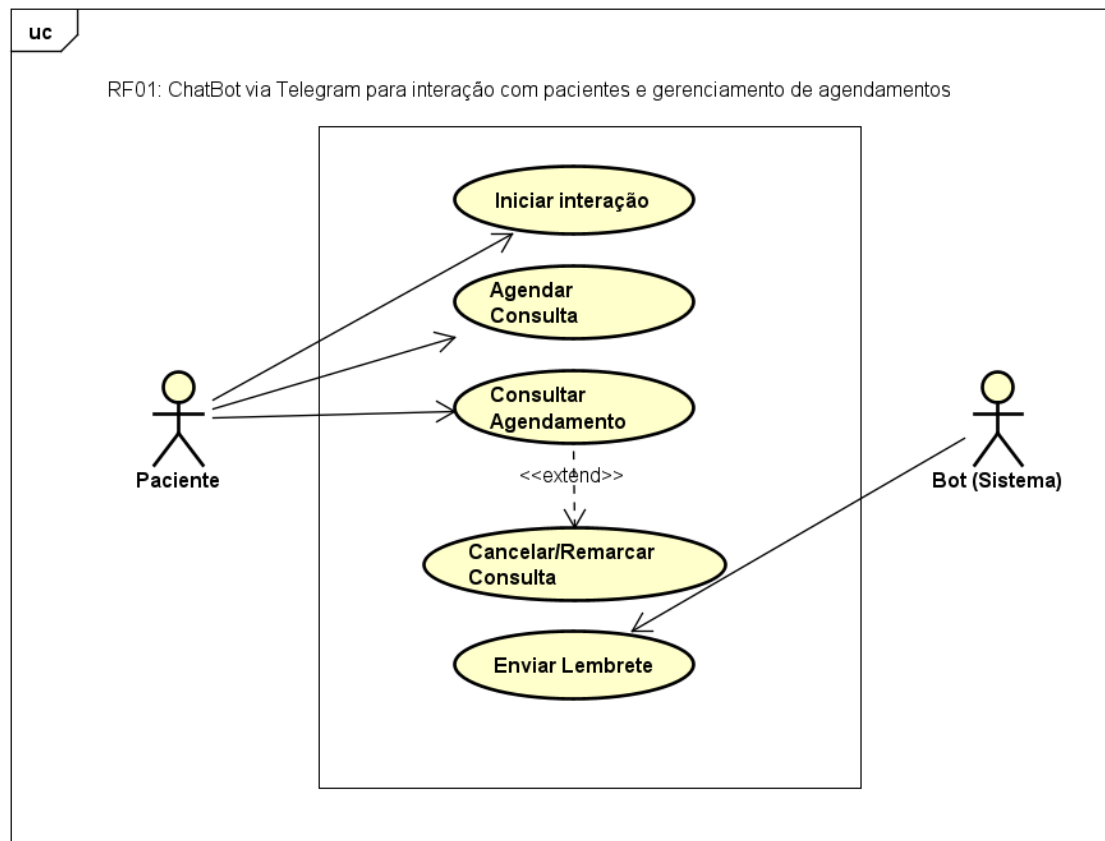 uc
RF01: ChatBot via Telegram para interação com pacientes e gerenciamento de agendamentos
Iniciar interação
Agendar
Consulta
Consultar
Agendamento
Paciente
Bot (Sistema)
<<extend>>
Cancelar/Remarcar
Consulta
Enviar Lembrete